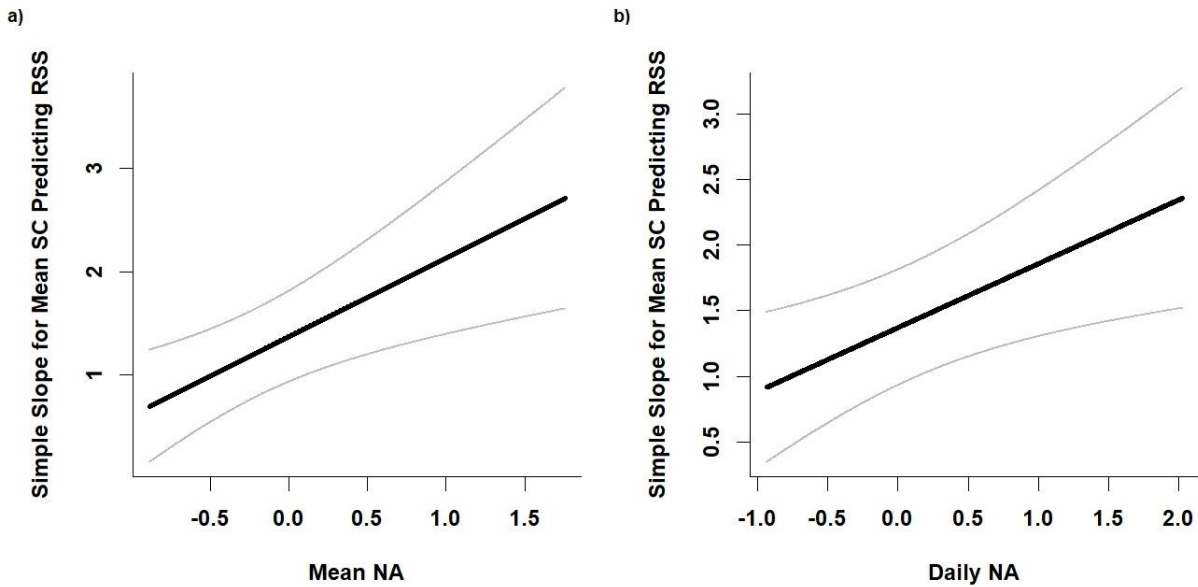 a)
Simple Slope for Mean SC Predicting RSS
3
2
1
-0.5 0.0 0.5 1.0 1.5
Mean NA
b)
Simple Slope for Mean SC Predicting RSS
3.0
2.5
2.0
1.5
1.0
0.5
-1.0 -0.5 0.0 0.5 1.0 1.5 2.0
Daily NA